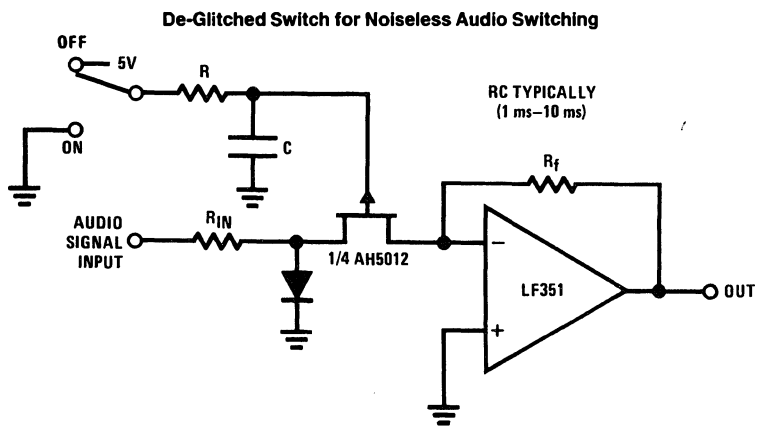 De-Glitched Switch for Noiseless Audio Switching
OFF
5V
R
RC TYPICALLY
(1 ms–10 ms)
ON
C
Rf
AUDIO
SIGNAL
INPUT
RIN
1/4 AH5012
−
LF351
OUT
+